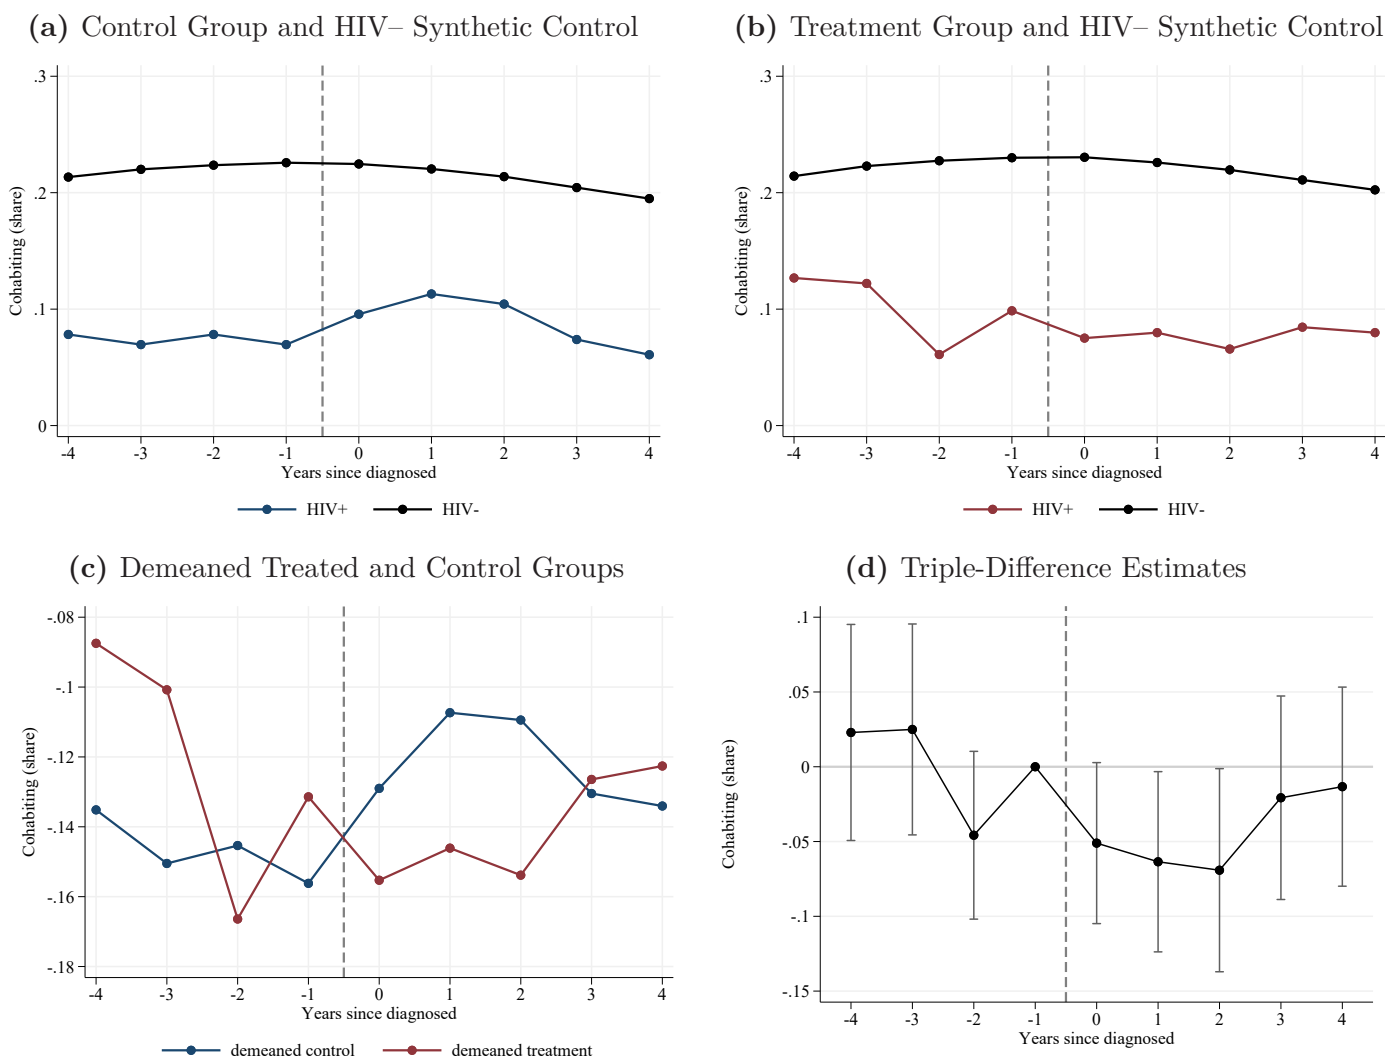 (a) Control Group and HIV– Synthetic Control
.3
.2
.1
0
Cohabiting (share)
-4 -3 -2 -1 0 1 2 3 4
Years since diagnosed
HIV+ HIV-
(b) Treatment Group and HIV– Synthetic Control
.3
.2
.1
0
Cohabiting (share)
-4 -3 -2 -1 0 1 2 3 4
Years since diagnosed
HIV+ HIV-
(c) Demeaned Treated and Control Groups
-.08
-.1
-.12
-.14
-.16
-.18
Cohabiting (share)
-4 -3 -2 -1 0 1 2 3 4
Years since diagnosed
demeaned control demeaned treatment
(d) Triple-Difference Estimates
.1
.05
0
-.05
-.1
-.15
Cohabiting (share)
-4 -3 -2 -1 0 1 2 3 4
Years since diagnosed